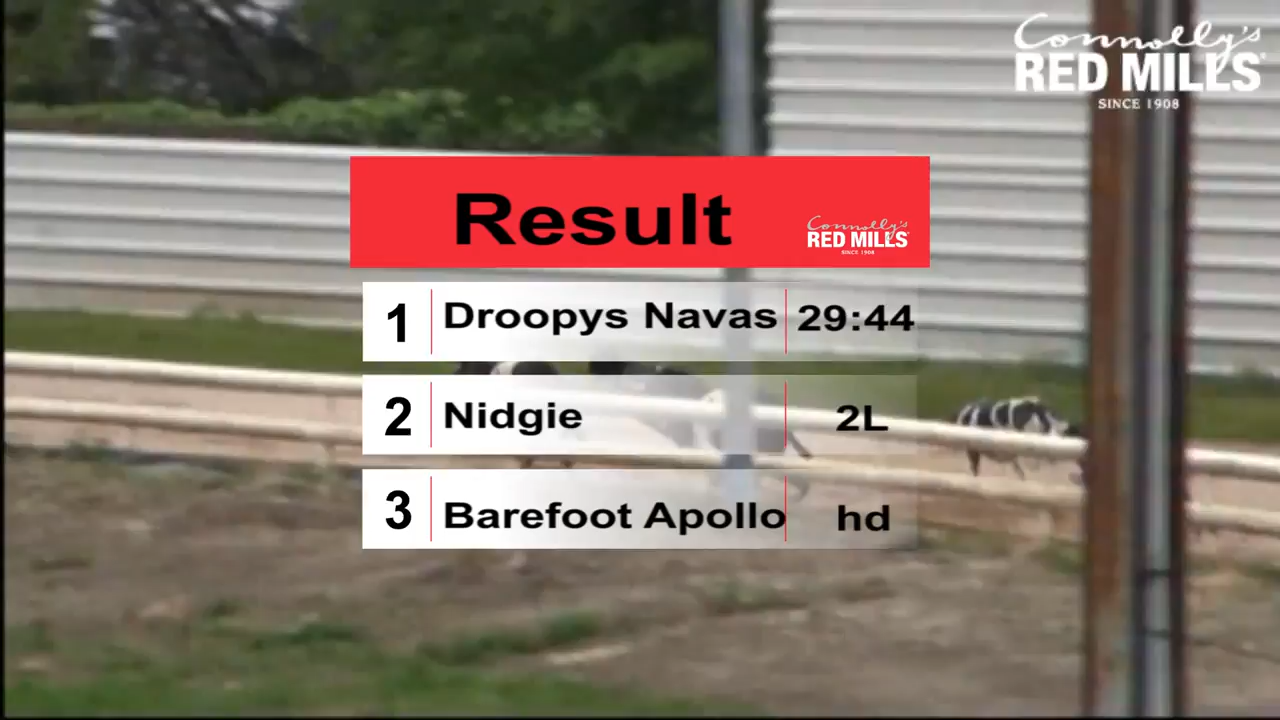 Connolly's
RED MILLS
SINCE 1908
Result
Connolly's
RED MILLS
SINCE 1908
1 Droopys Navas 29:44
2 Nidgie 2L
3 Barefoot Apollo hd